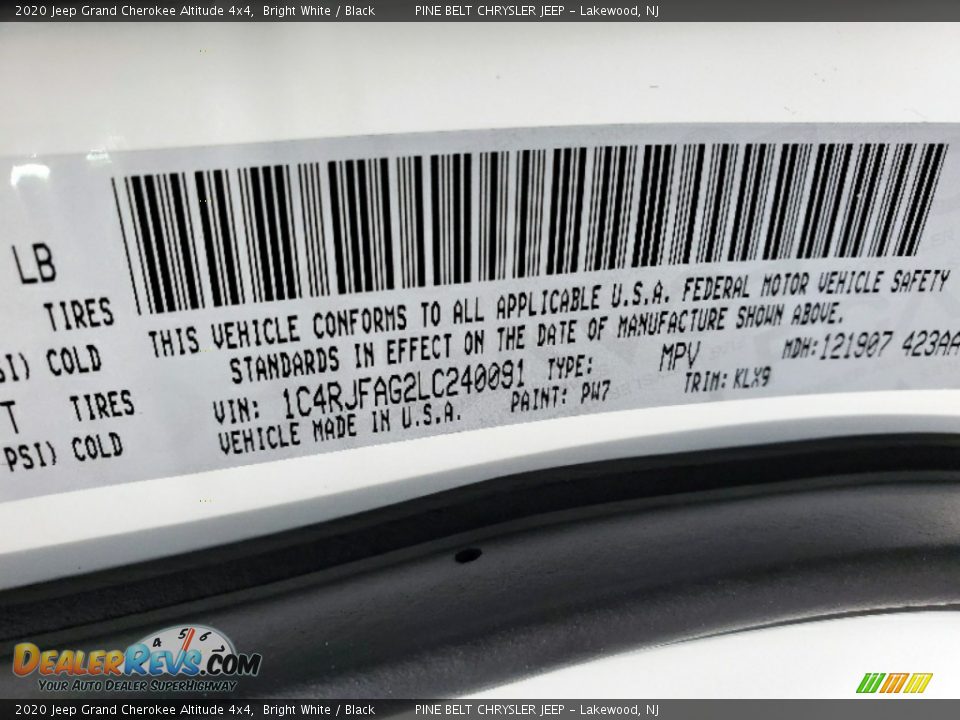 2020 Jeep Grand Cherokee Altitude 4x4, Bright White / Black PINE BELT CHRYSLER JEEP - Lakewood, NJ
LB
TIRES
SI) COLD
T TIRES
PSI) COLD
THIS VEHICLE CONFORMS TO ALL APPLICABLE U.S.A. FEDERAL MOTOR VEHICLE SAFETY
STANDARDS IN EFFECT ON THE DATE OF MANUFACTURE SHOWN ABOVE.
VIN: 1C4RJFAG2LC240091 TYPE: MPV MDH:121907 423AA
VEHICLE MADE IN U.S.A. PAINT: PW7 TRIM: KLX9
4 5 6
DEALERREVS.COM
YOUR AUTO DEALER SUPERHIGHWAY
2020 Jeep Grand Cherokee Altitude 4x4, Bright White / Black PINE BELT CHRYSLER JEEP - Lakewood, NJ